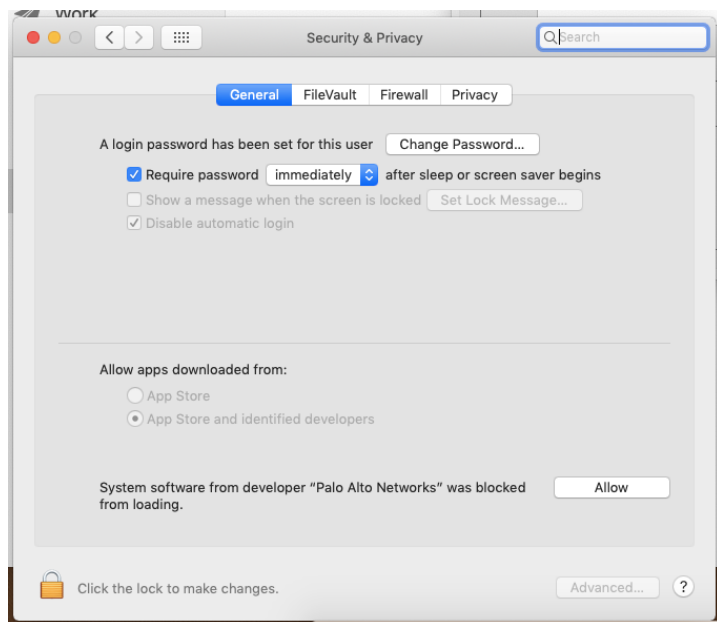 Work
Security & Privacy
Search
General FileVault Firewall Privacy
A login password has been set for this user Change Password...
Require password immediately after sleep or screen saver begins
Show a message when the screen is locked Set Lock Message...
Disable automatic login
Allow apps downloaded from:
App Store
App Store and identified developers
System software from developer “Palo Alto Networks” was blocked Allow
from loading.
Click the lock to make changes. Advanced... ?